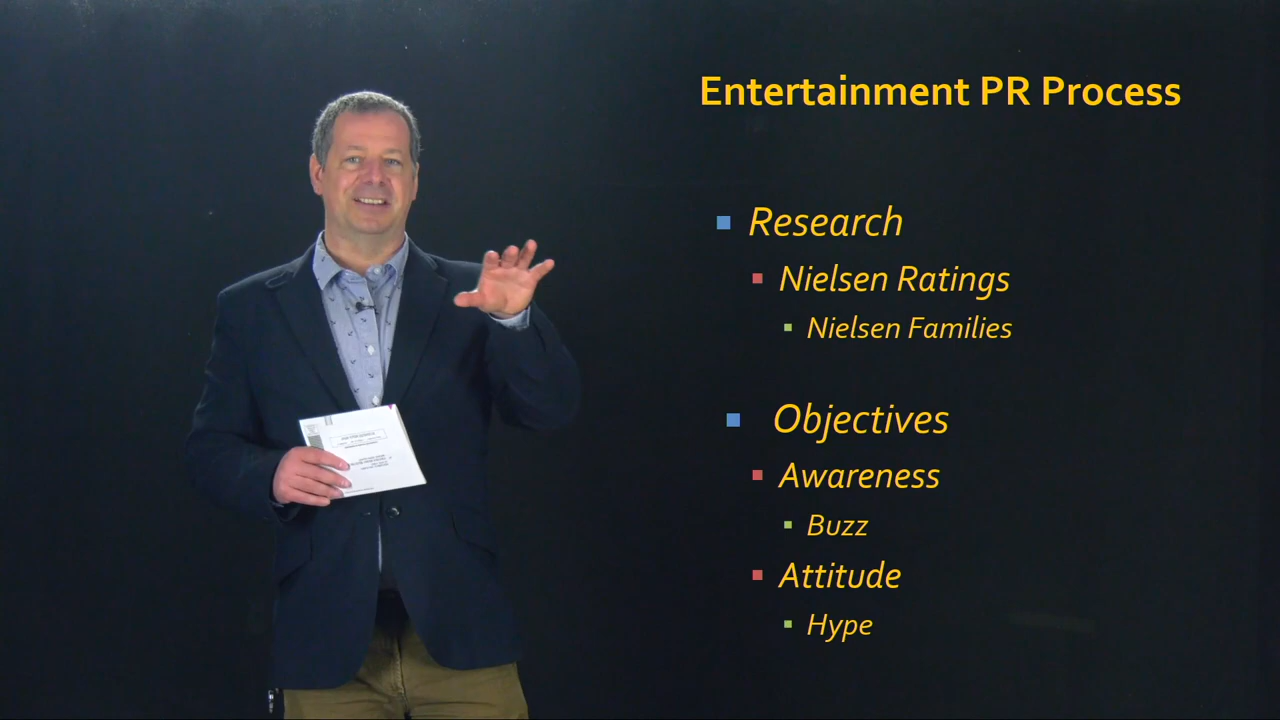 Entertainment PR Process
Research
Nielsen Ratings
Nielsen Families
Objectives
Awareness
Buzz
Attitude
Hype